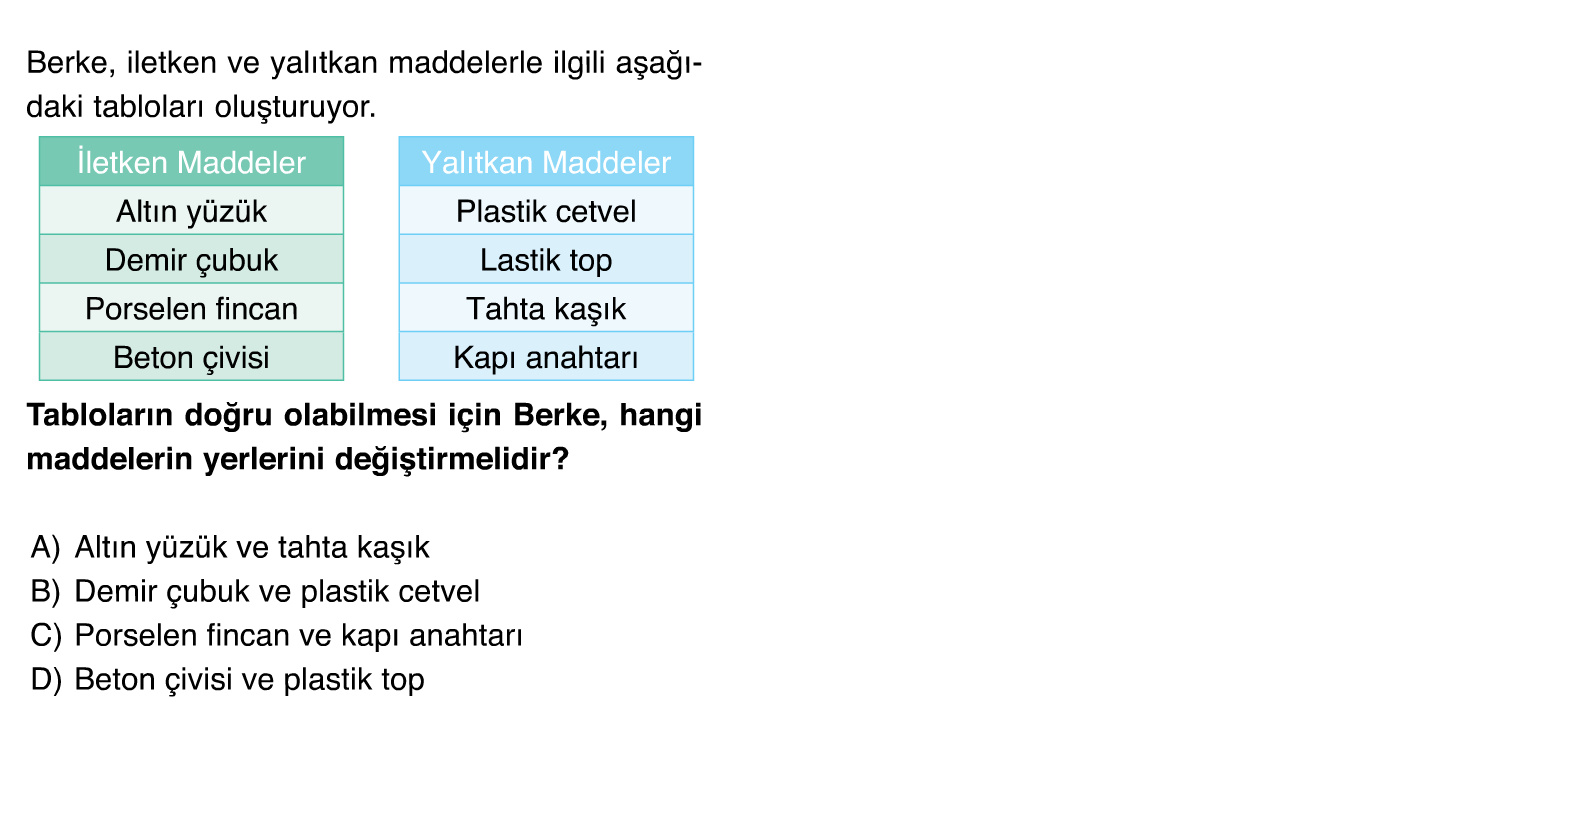 Berke, iletken ve yalıtkan maddelerle ilgili aşağı-
daki tabloları oluşturuyor.
İletken Maddeler
Altın yüzük
Demir çubuk
Porselen fincan
Beton çivisi
Yalıtkan Maddeler
Plastik cetvel
Lastik top
Tahta kaşık
Kapı anahtarı
Tabloların doğru olabilmesi için Berke, hangi
maddelerin yerlerini değiştirmelidir?
A) Altın yüzük ve tahta kaşık
B) Demir çubuk ve plastik cetvel
C) Porselen fincan ve kapı anahtarı
D) Beton çivisi ve plastik top